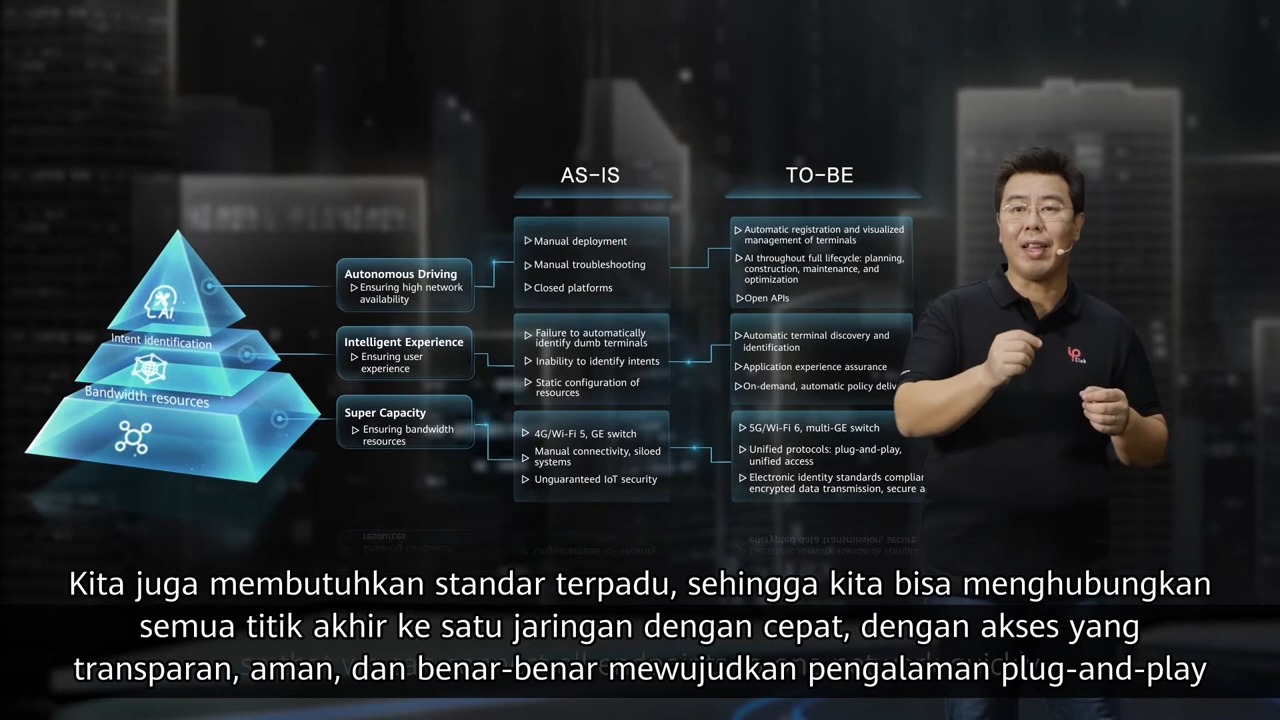 AS-IS
TO-BE
AI
Intent identification
Bandwidth resources
Autonomous Driving
Ensuring high network
availability
Intelligent Experience
Ensuring user
experience
Super Capacity
Ensuring bandwidth
resources
Manual deployment
Manual troubleshooting
Closed platforms
Failure to automatically
identify dumb terminals
Inability to identify intents
Static configuration of
resources
4G/Wi-Fi 5, GE switch
Manual connectivity, siloed
systems
Unguaranteed IoT security
Automatic registration and visualized
management of terminals
AI throughout full lifecycle: planning,
construction, maintenance, and
optimization
Open APIs
Automatic terminal discovery and
identification
Application experience assurance
On-demand, automatic policy
5G/Wi-Fi 6, multi-GE switch
Unified protocols: plug-and-play,
unified access
Electronic identity standards
encrypted data transmission, secure
IP
Club
Kita juga membutuhkan standar terpadu, sehingga kita bisa menghubungkan
semua titik akhir ke satu jaringan dengan cepat, dengan akses yang
transparan, aman, dan benar-benar mewujudkan pengalaman plug-and-play